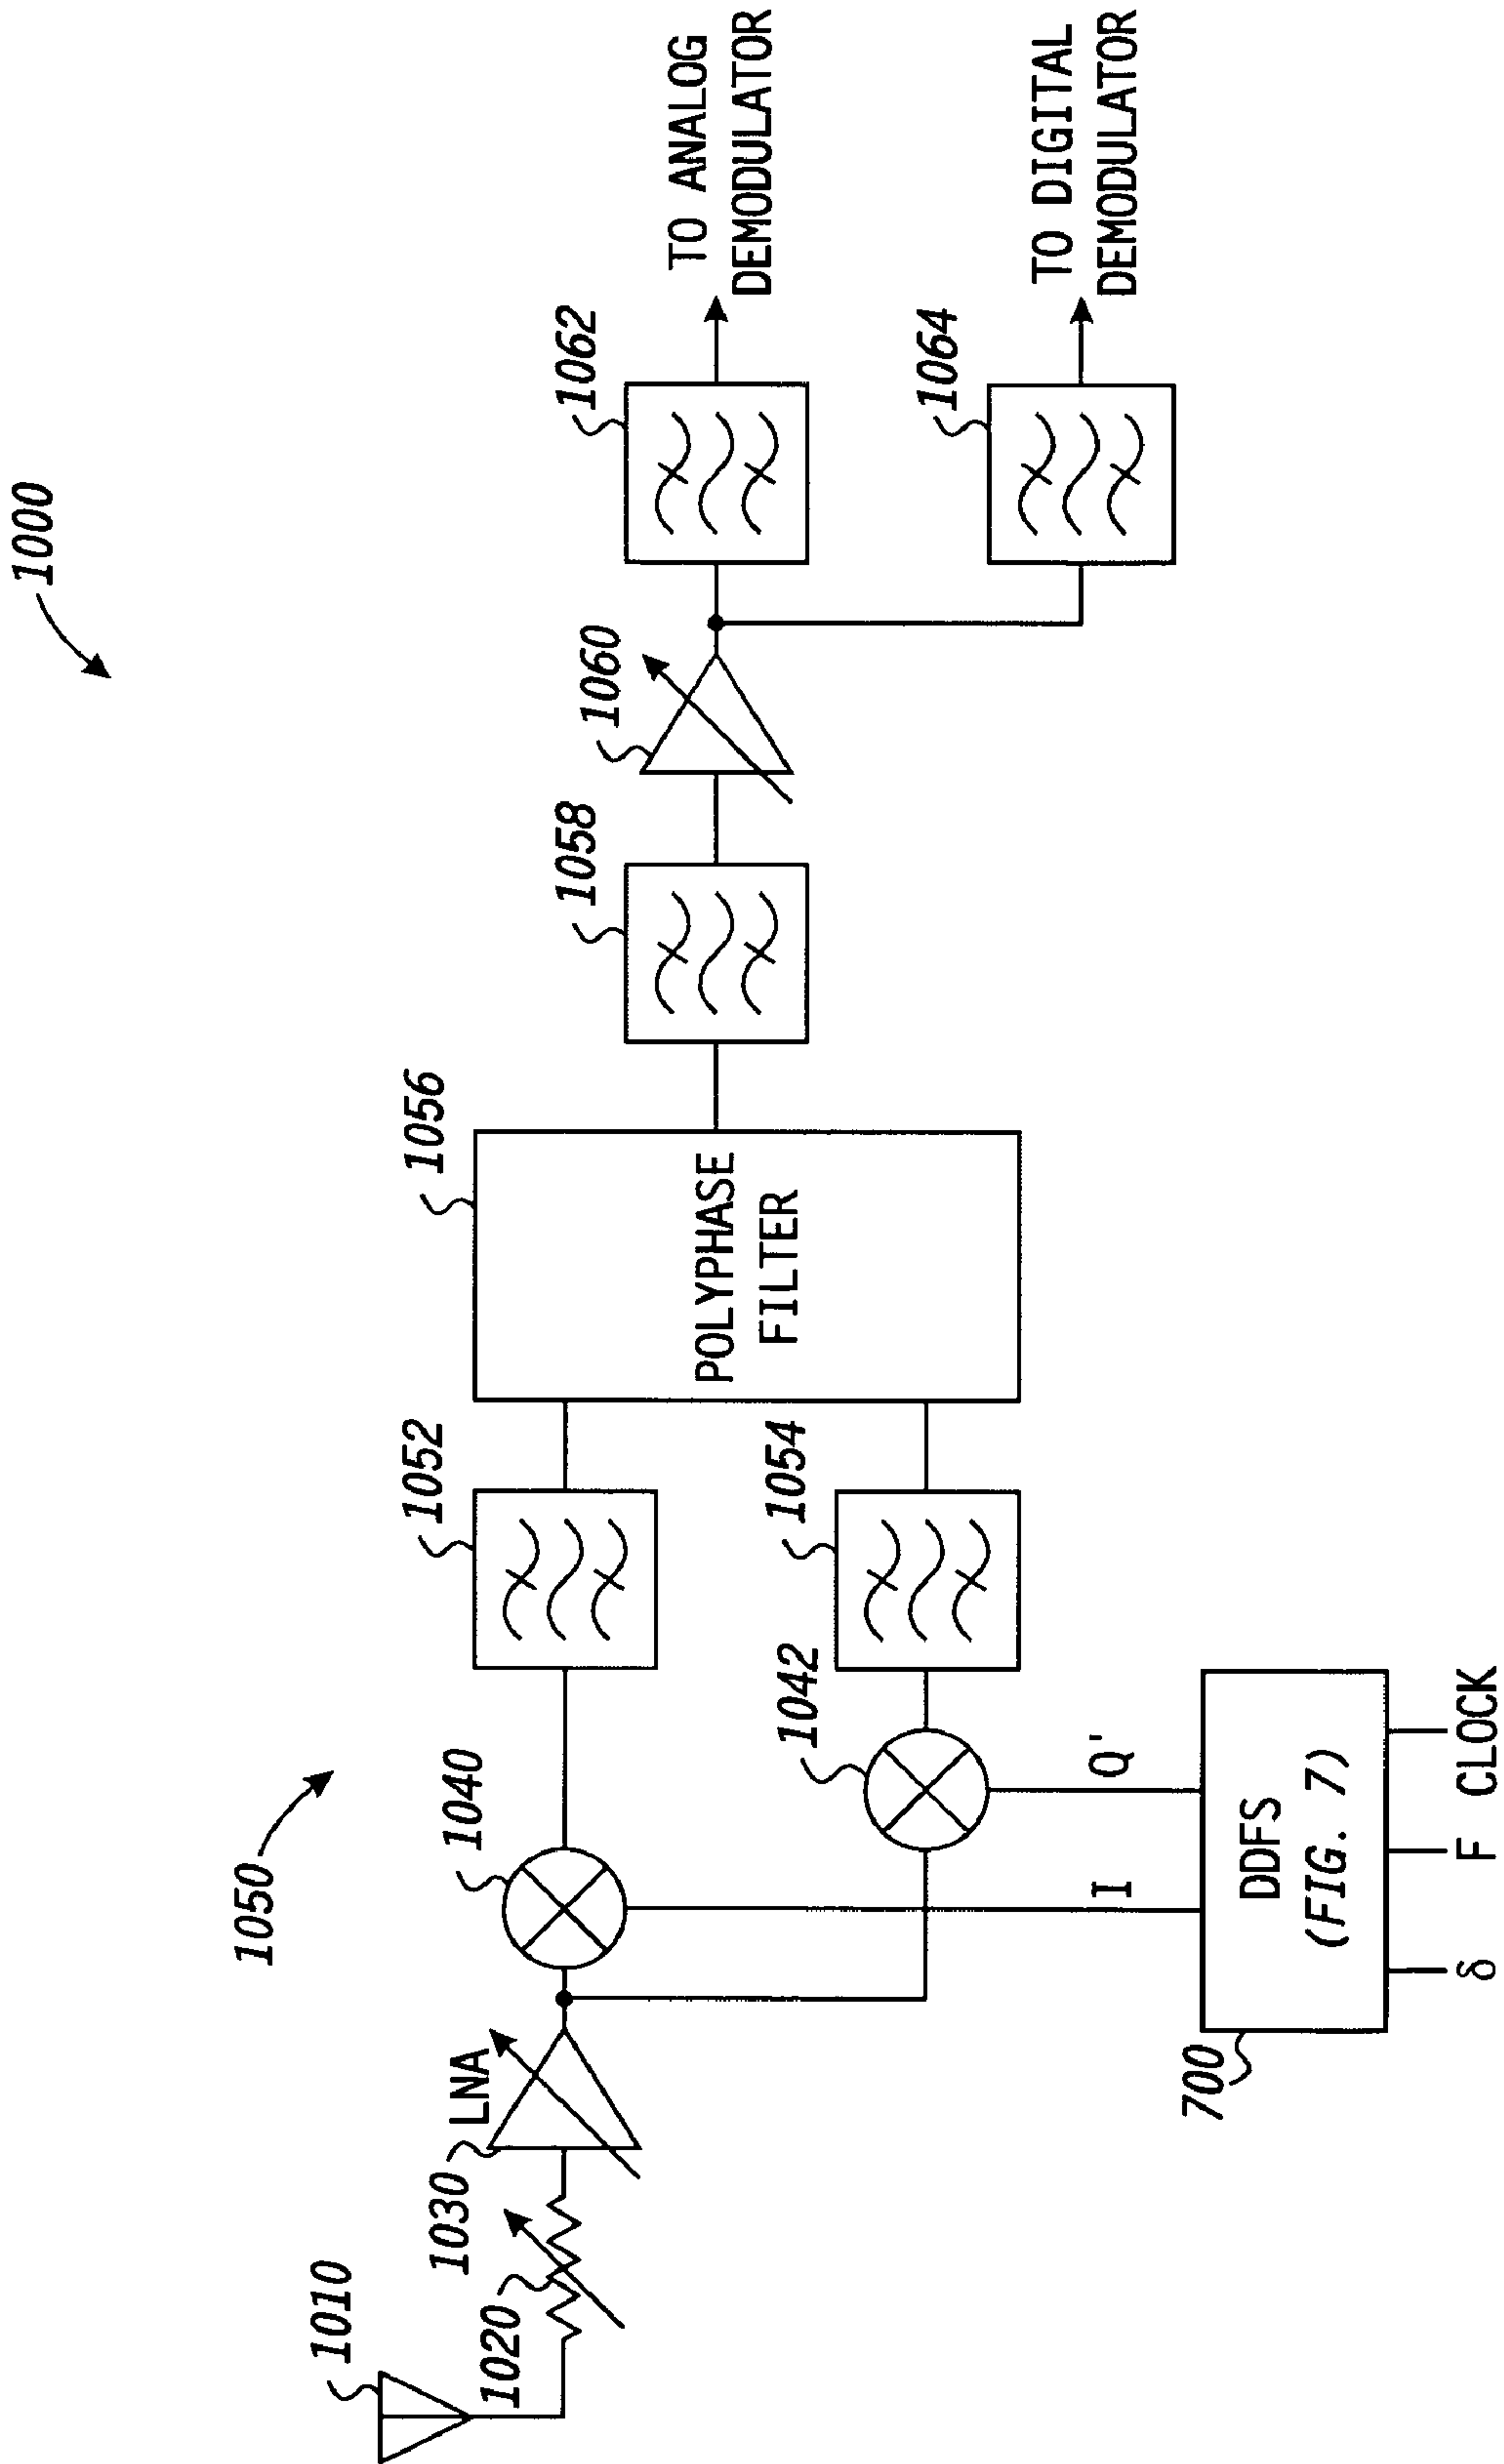 1000
1050
1010
1020
1030
LNA
1040
1042
1052
1054
1056
POLYPHASE
FILTER
1058
1060
1062
1064
TO ANALOG
DEMODULATOR
TO DIGITAL
DEMODULATOR
I
Q'
700
DDFS
(FIG. 7)
δ
F
CLOCK